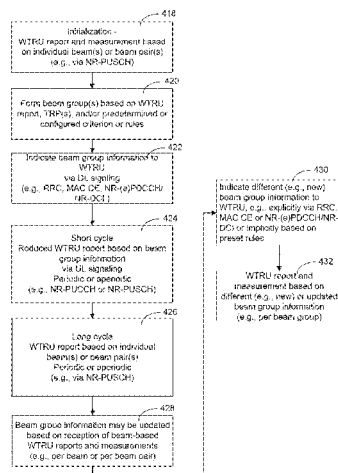 418
Initialization -
WTRU report and measurement based
on individual beam(s) or beam pair(s)
(e.g., via NR-PUSCH)
420
Form beam group(s) based on WTRU
report, TRP(s), and/or predetermined or
configured criterion or rules
422
Indicate beam group information to
WTRU
via DL signaling
(e.g., RRC, MAC CE, NR-(e)PDCCH/
NR-DCI)
424
Short cycle
Reduced WTRU report based on beam
group information
via UL signaling
Periodic or aperiodic
(e.g., NR-PUCCH or NR-PUSCH)
426
Long cycle
WTRU report based on individual
beam(s) or beam pair(s)
Periodic or aperiodic
(e.g., via NR-PUSCH)
428
Beam group information may be updated
based on reception of beam-based
WTRU reports and measurements
(e.g., per beam or per beam pair)
430
Indicate different (e.g., new)
beam group information to
WTRU, e.g., explicitly via RRC,
MAC CE or NR-(e)PDCCH/NR-
DCI or implicitly based on
preset rules
432
WTRU report and
measurement based on
different (e.g., new) or updated
beam group information
(e.g., per beam group)